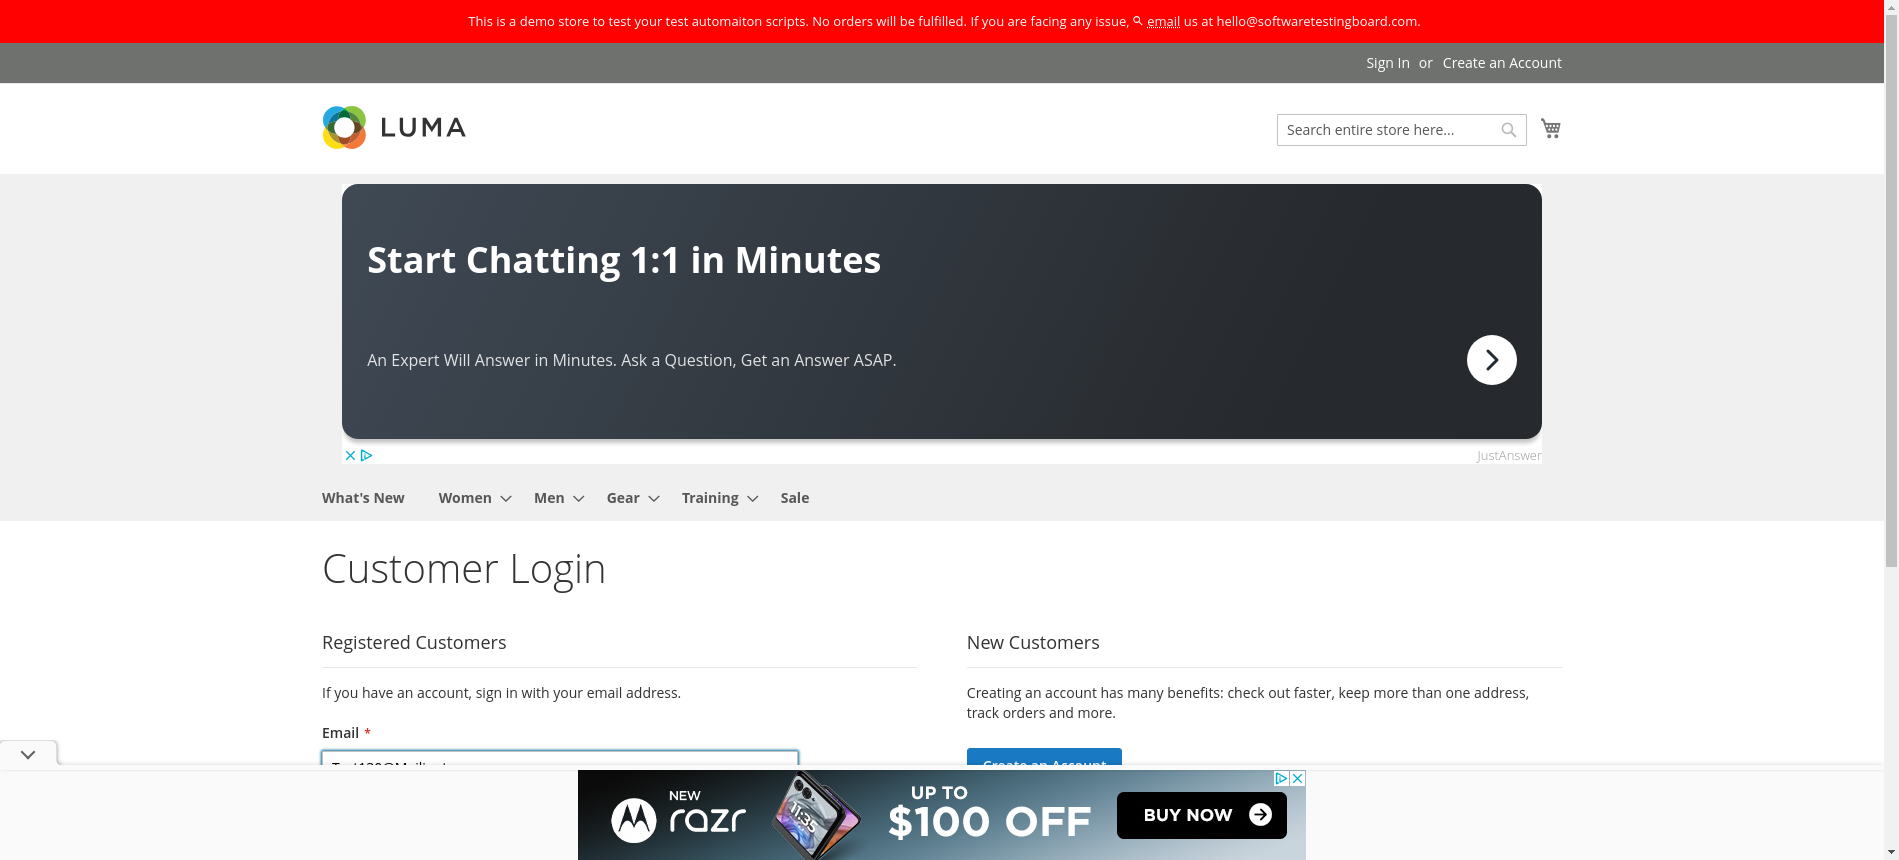 This is a demo store to test your test automaiton scripts. No orders will be fulfilled. If you are facing any issue, email us at hello@softwaretestingboard.com.
Sign In or Create an Account
LUMA
Search entire store here...
Start Chatting 1:1 in Minutes
An Expert Will Answer in Minutes. Ask a Question, Get an Answer ASAP.
JustAnswer
What's New Women Men Gear Training Sale
Customer Login
Registered Customers
If you have an account, sign in with your email address.
Email *
New Customers
Creating an account has many benefits: check out faster, keep more than one address,
track orders and more.
Create an Account
NEW
razr
11:35
UP TO
$100 OFF
BUY NOW